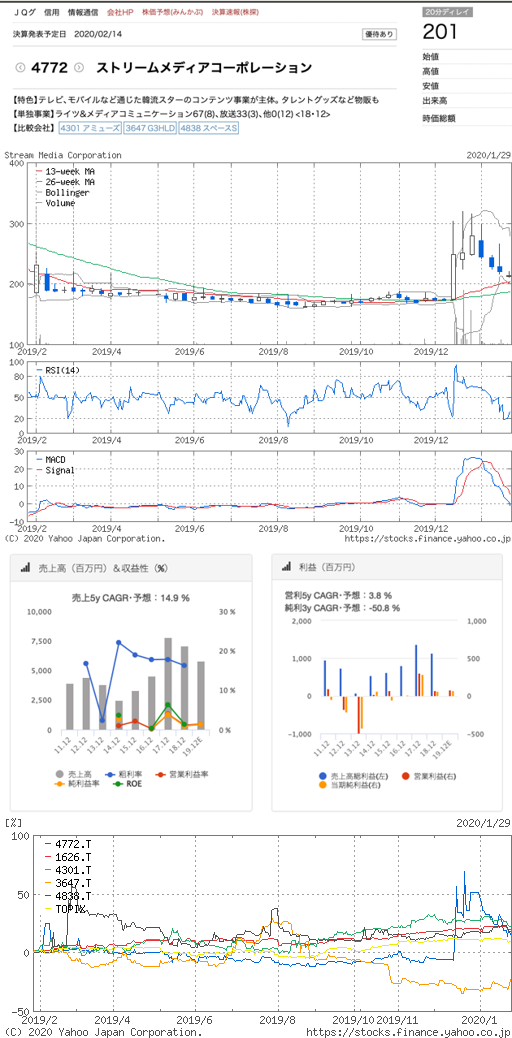 ＪＱグ 信用 情報通信 会社HP 株価予想(みんかぶ) 決算速報(株探)
20分ディレイ
決算発表予定日 2020/02/14
優待あり
201
4772 ストリームメディアコーポレーション
始値
高値
安値
出来高
時価総額
【特色】テレビ、モバイルなど通じた韓流スターのコンテンツ事業が主体。タレントグッズなど物販も
【単独事業】ライツ&メディアコミュニケーション67(8)、放送33(3)、他0(12) <18・12>
【比較会社】 4301 アミューズ 3647 G3HLD 4838 スペースS
Stream Media Corporation 2020/1/29
400
13-week MA
26-week MA
Bollinger
Volume
300
200
100
2019/2 2019/4 2019/6 2019/8 2019/10 2019/12
100
RSI(14)
80
60
40
20
0
2019/2 2019/4 2019/6 2019/8 2019/10 2019/12
30
MACD
Signal
20
10
0
-10
2019/2 2019/4 2019/6 2019/8 2019/10 2019/12
(C) 2020 Yahoo Japan Corporation. https://stocks.finance.yahoo.co.jp
売上高（百万円）＆収益性（%）
売上5y CAGR・予想：14.9 %
10,000 30 %
7,500
20 %
5,000
10 %
2,500
0 0 %
11.12 12.12 13.12 14.12 15.12 16.12 17.12 18.12 19.12E
売上高 粗利率 営業利益率
純利益率 ROE
利益（百万円）
営利5y CAGR・予想：3.8 %
純利3y CAGR・予想：-50.8 %
2,000 1,000
1,000 500
0 0
-1,000 -500
11.12 12.12 13.12 14.12 15.12 16.12 17.12 18.12 19.12E
売上高総利益(左) 営業利益(右)
当期純利益(右)
[%] 2020/1/29
100
4772.T
1626.T
4301.T
50
3647.T
4838.T
TOPIX
0
-50
2019/2 2019/4 2019/6 2019/8 2019/10 2019/11 2020/1
(C) 2020 Yahoo Japan Corporation. https://stocks.finance.yahoo.co.jp